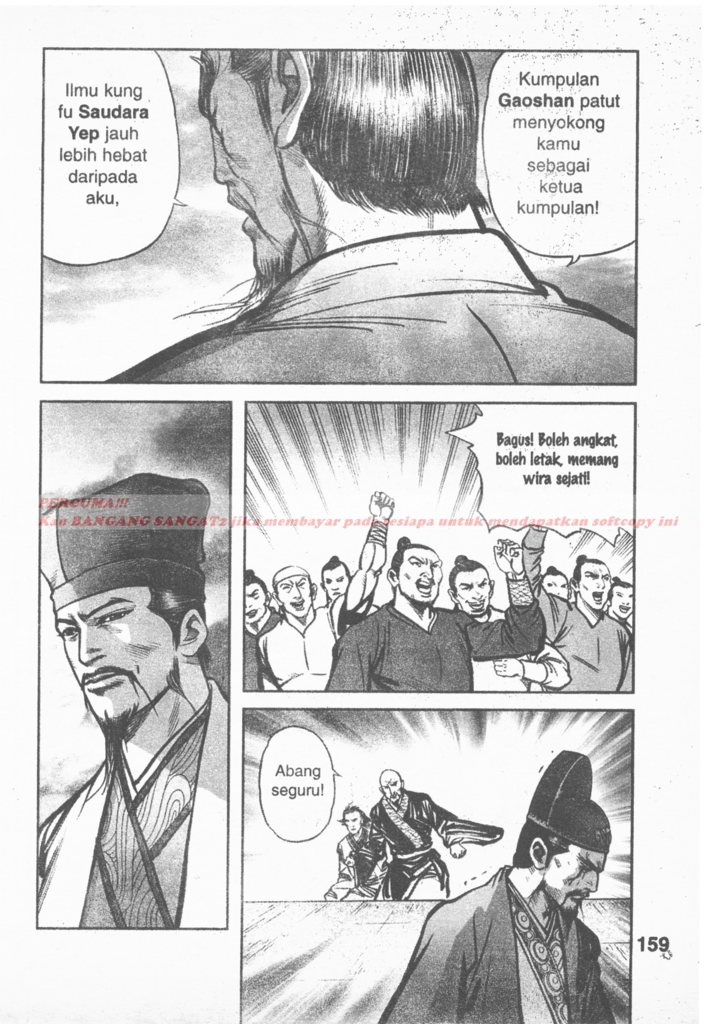 Ilmu kung
fu Saudara
Yep jauh
lebih hebat
daripada
aku,
Kumpulan
Gaoshan patut
menyokong
kamu
sebagai
ketua
kumpulan!
Bagus! Boleh angkat,
boleh letak, memang
wira sejati!
PERCUMA!!!
Kau BANGANG SANGAT2 jika membayar pada sesiapa untuk mendapatkan softcopy ini
Abang
seguru!
159